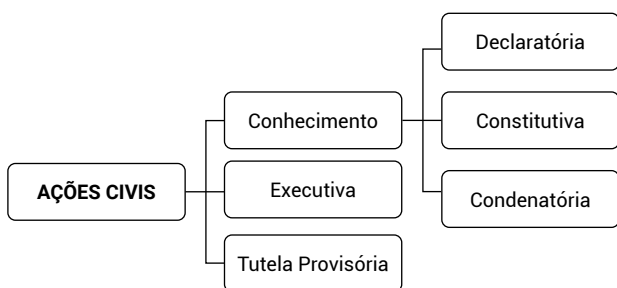 AÇÕES CIVIS
Conhecimento
Executiva
Tutela Provisória
Declaratória
Constitutiva
Condenatória